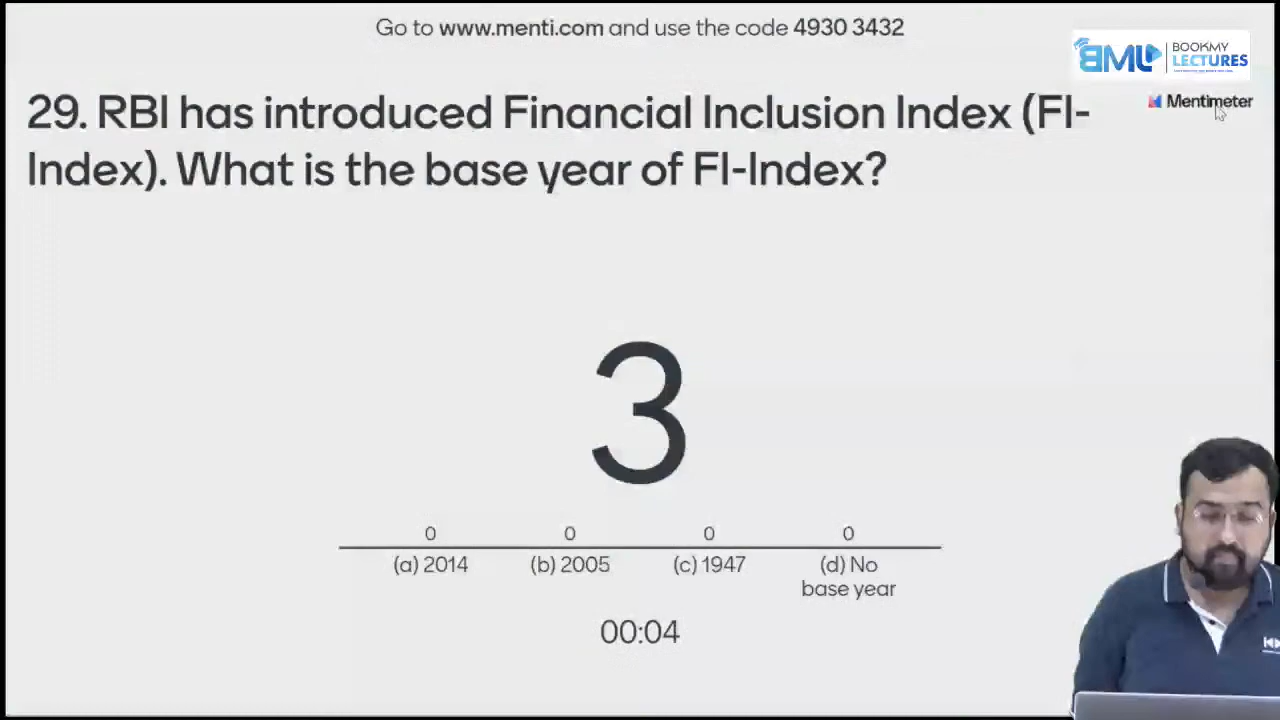 Go to www.menti.com and use the code 4930 3432
BML
BOOKMY
LECTURES
Mentimeter
29. RBI has introduced Financial Inclusion Index (FI-
Index). What is the base year of FI-Index?
3
0 0 0 0
(a) 2014 (b) 2005 (c) 1947 (d) No
base year
00:04